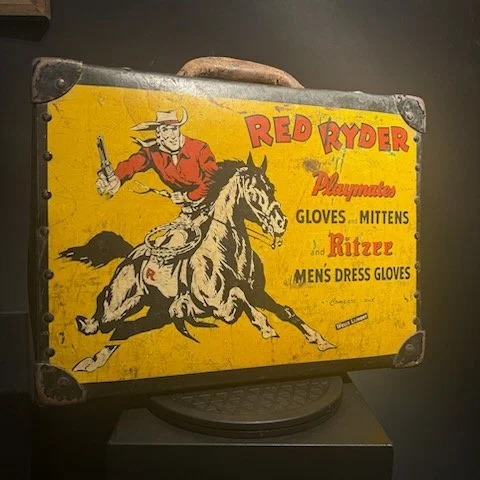 RED RYDER
Playmates
GLOVES and MITTENS
and Ritzee
MEN'S DRESS GLOVES
R